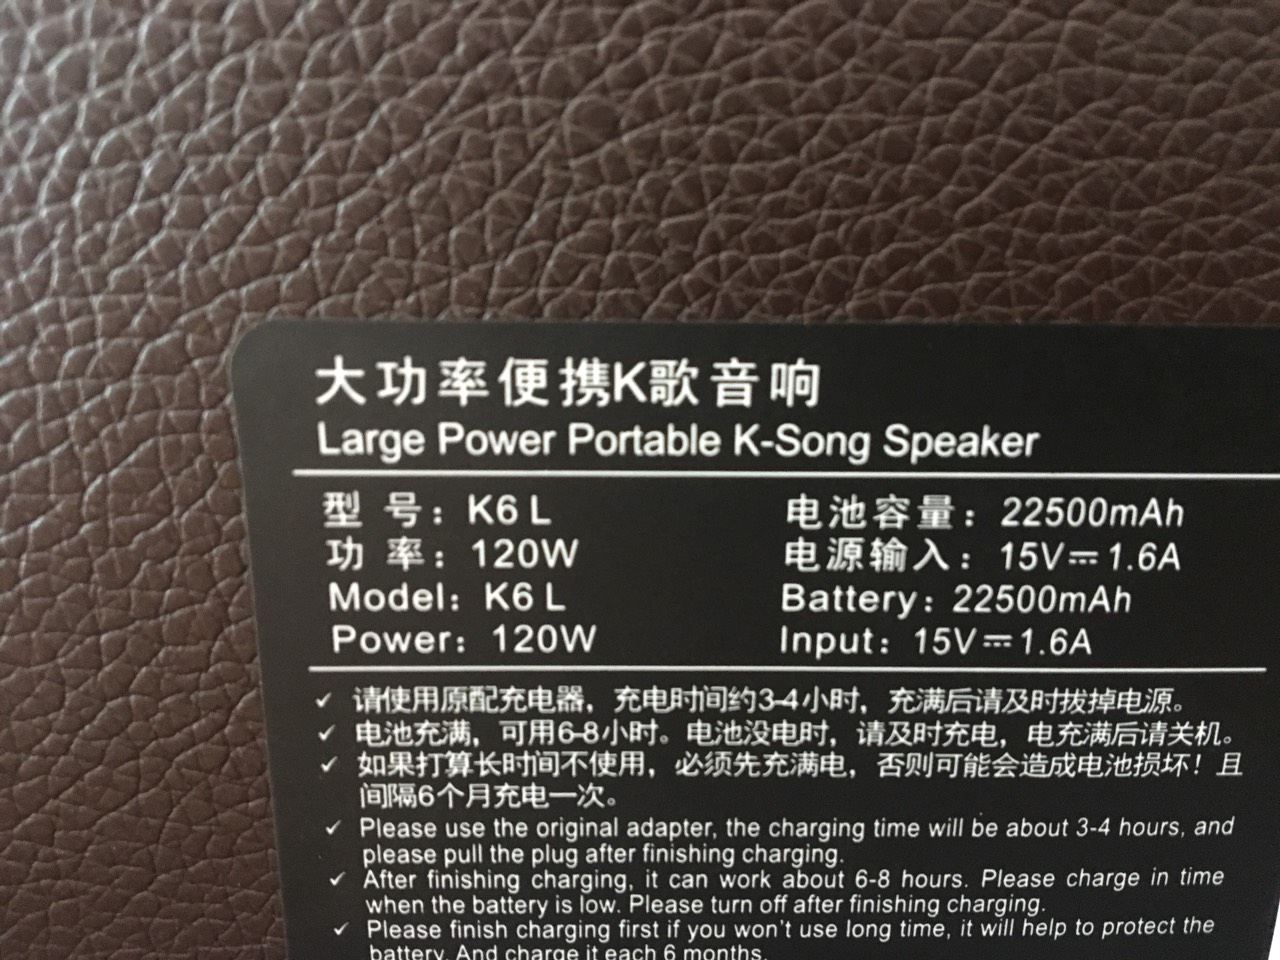 大功率便携K歌音响
Large Power Portable K-Song Speaker
型 号: K6 L
电池容量: 22500mAh
功 率: 120W
电源输入: 15V⎓1.6A
Model: K6 L
Battery: 22500mAh
Power: 120W
Input: 15V⎓1.6A
✓ 请使用原配充电器，充电时间约3-4小时，充满后请及时拔掉电源。
✓ 电池充满，可用6-8小时。电池没电时，请及时充电，电充满后请关机。
✓ 如果打算长时间不使用，必须先充满电，否则可能会造成电池损坏！且
间隔6个月充电一次。
✓ Please use the original adapter, the charging time will be about 3-4 hours, and
please pull the plug after finishing charging.
✓ After finishing charging, it can work about 6-8 hours. Please charge in time
when the battery is low. Please turn off after finishing charging.
✓ Please finish charging first if you won't use long time, it will help to protect the
battery. And charge it each 6 months.